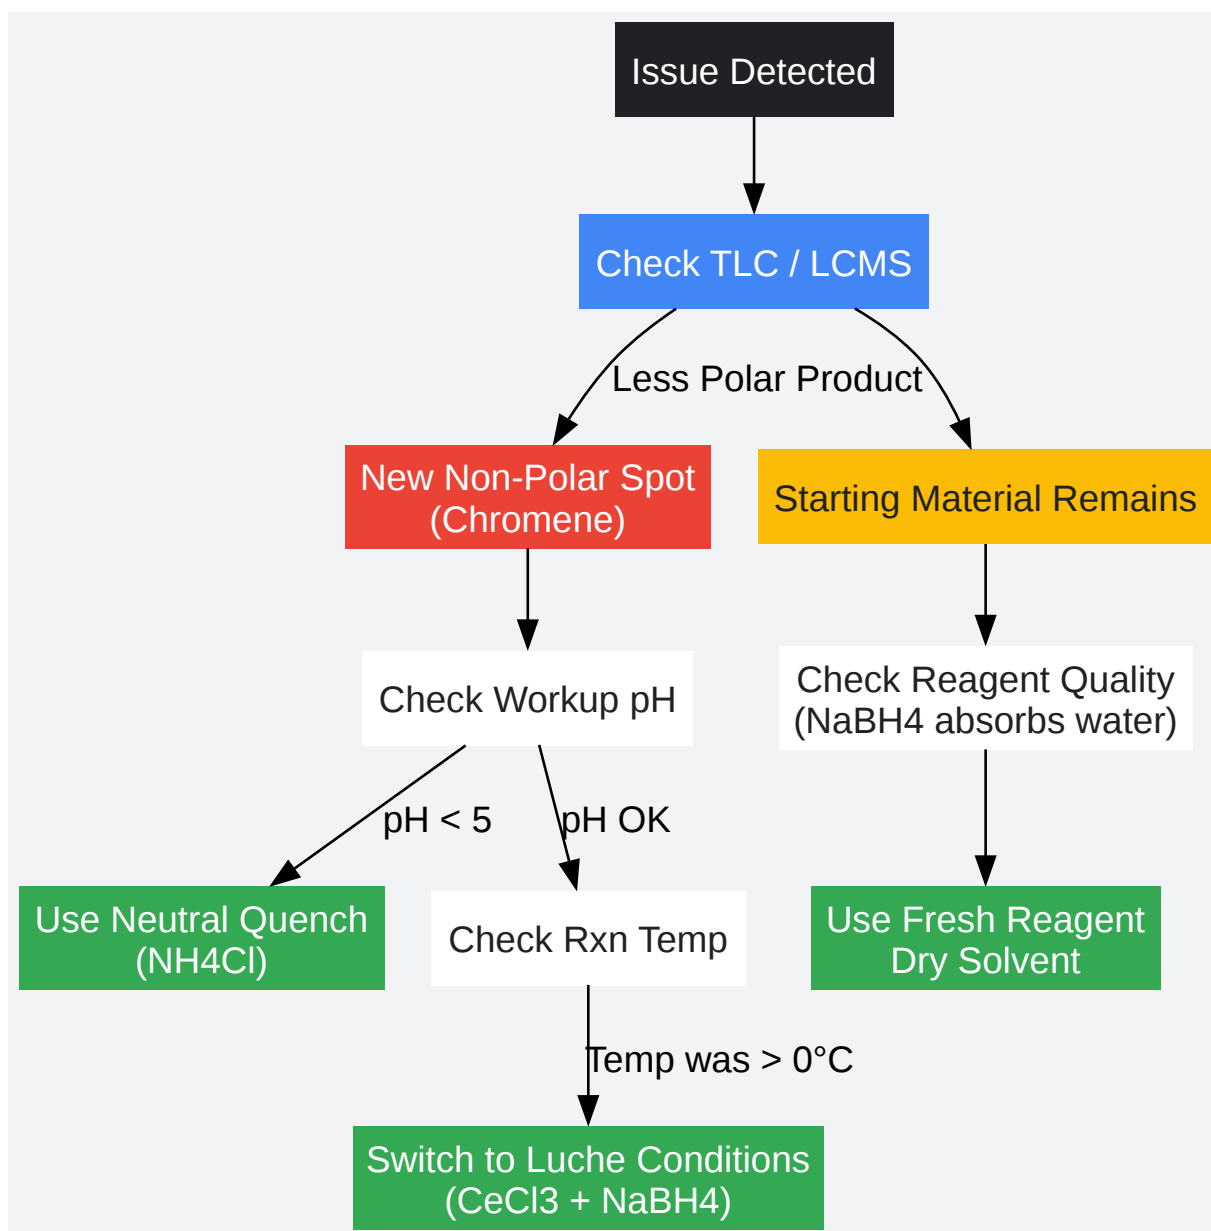 Issue Detected
Check TLC / LCMS
Less Polar Product
New Non-Polar Spot
(Chromene)
Starting Material Remains
Check Workup pH
Check Reagent Quality
(NaBH4 absorbs water)
pH < 5
pH OK
Use Neutral Quench
(NH4Cl)
Check Rxn Temp
Use Fresh Reagent
Dry Solvent
Temp was > 0°C
Switch to Luche Conditions
(CeCl3 + NaBH4)